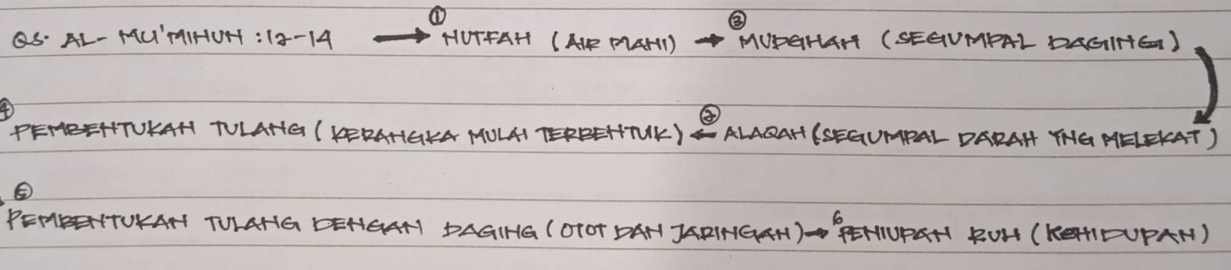 QS. AL-MU'MINUN : 12-14 → ① NUTFAH (AIR MANI) → ③ MUDGHAH (SEGUMPAL DAGING)
④ PEMBENTUKAN TULANG (KERANGKA MULAI TERBENTUK) ← ② ALAQAH (SEGUMPAL DARAH YNG MELEKAT)
⑤ PEMBENTUKAN TULANG DENGAN DAGING (OTOT DAN JARINGAN) → 6 PENIUPAN RUH (KEHIDUPAN)